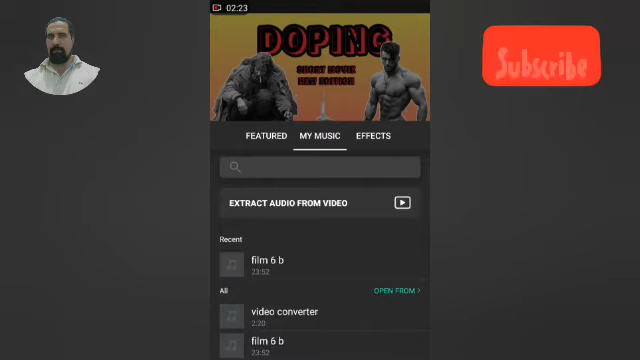 02:23
DOPING
SHORT MOVIE
NEW EDITION
Subscribe
FEATURED MY MUSIC EFFECTS
EXTRACT AUDIO FROM VIDEO
Recent
film 6 b
23:52
All OPEN FROM >
video converter
2:20
film 6 b
23:52